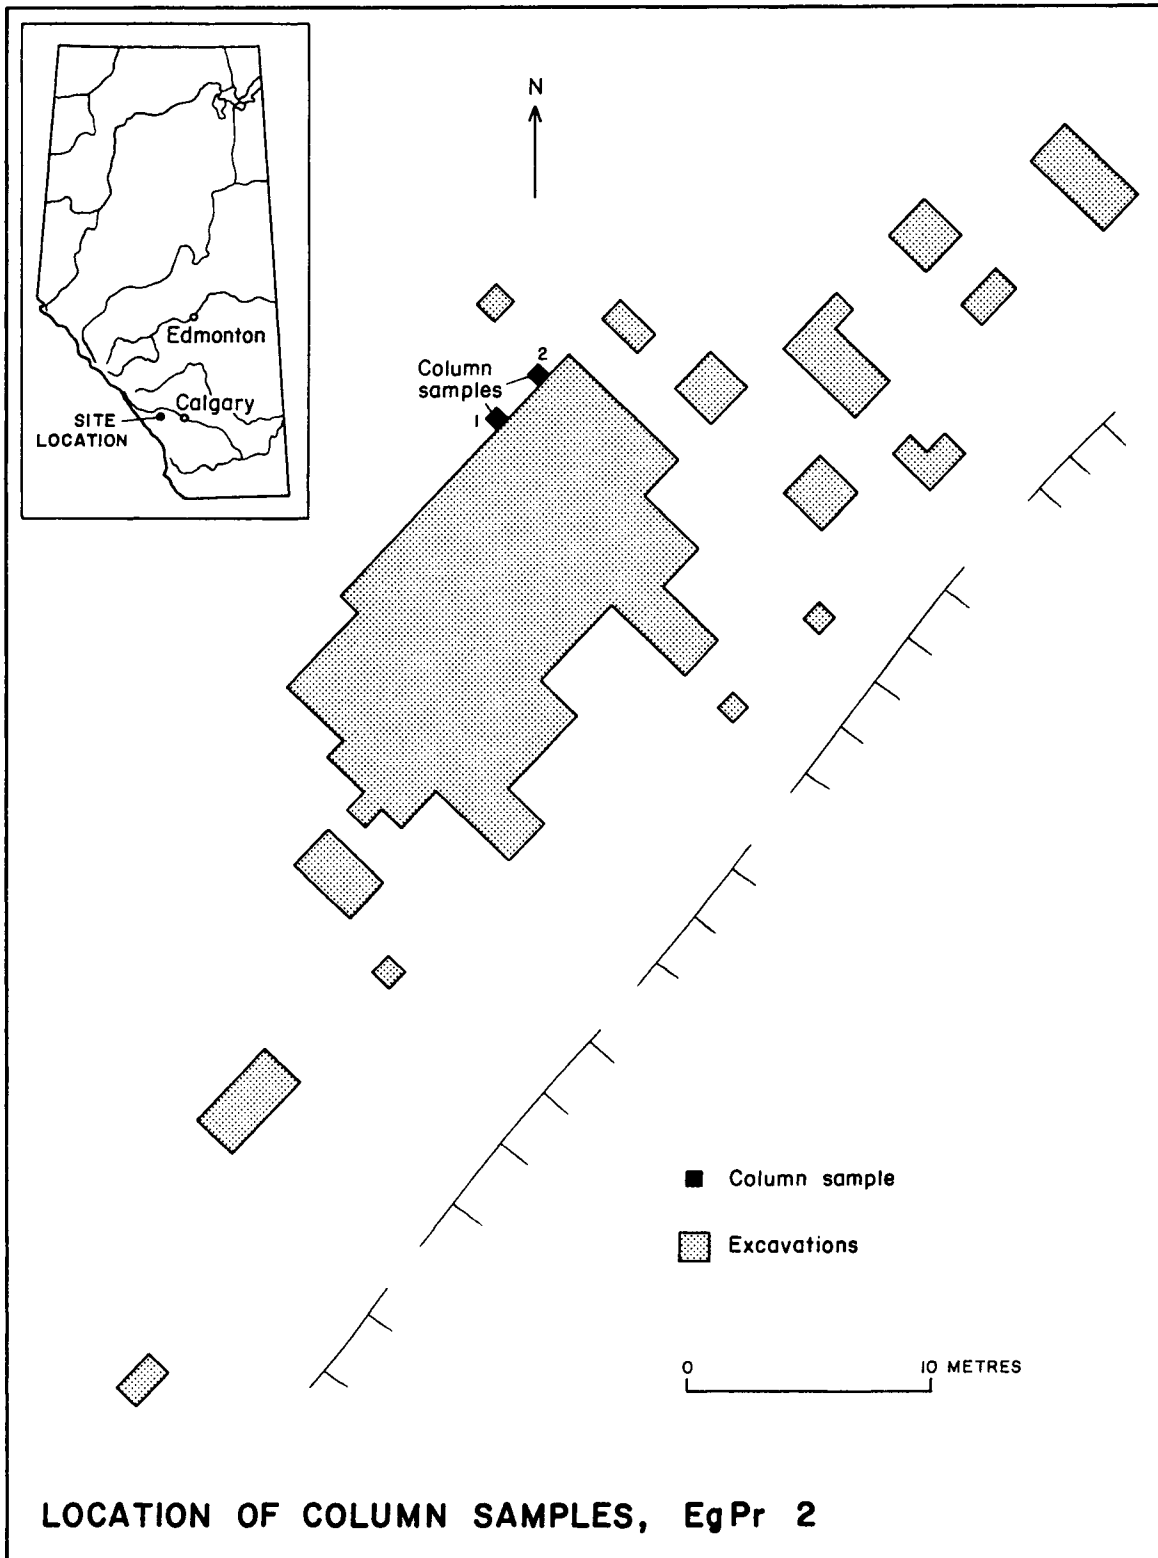 N
Edmonton
Calgary
SITE
LOCATION
2
Column
samples
1
Column sample
Excavations
0 10 METRES
LOCATION OF COLUMN SAMPLES, EgPr 2